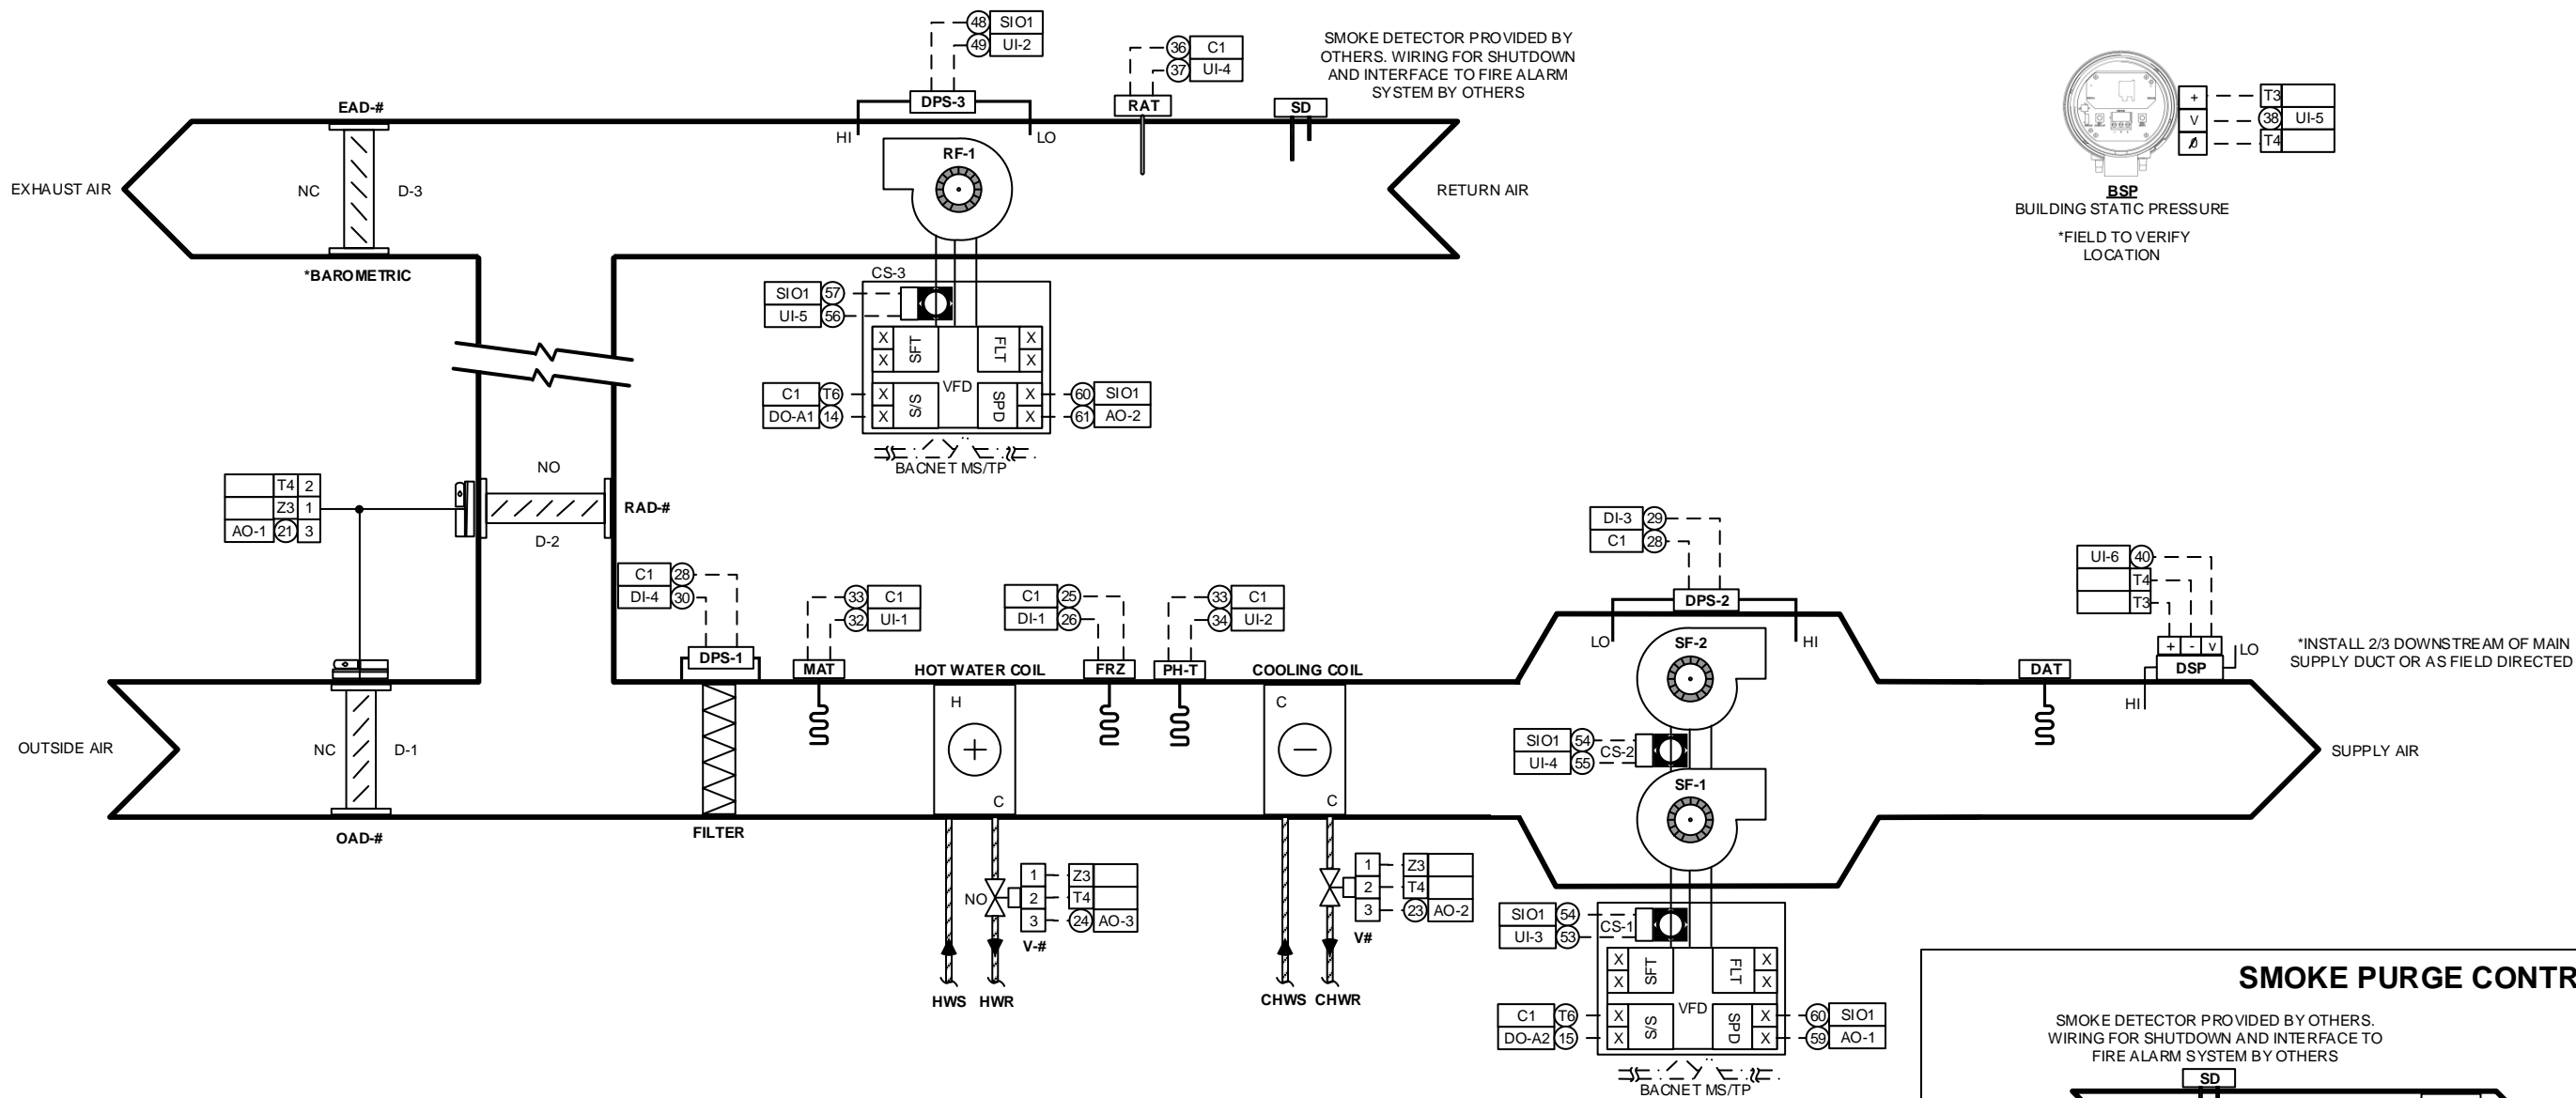 48 SIO1
49 UI-2
36 C1
37 UI-4
SMOKE DETECTOR PROVIDED BY
OTHERS. WIRING FOR SHUTDOWN
AND INTERFACE TO FIRE ALARM
SYSTEM BY OTHERS
EAD-#
DPS-3
RAT
SD
HI
LO
RF-1
EXHAUST AIR
NC
D-3
RETURN AIR
*BAROMETRIC
+ T3
V 38 UI-5
T4
BSP
BUILDING STATIC PRESSURE
*FIELD TO VERIFY
LOCATION
CS-3
SIO1 57
UI-5 56
X SFT FLT X
X X
VFD
C1 T6 X S/S SPD X 60 SIO1
DO-A1 14 X X 61 AO-2
BACNET MS/TP
T4 2
Z3 1
AO-1 21 3
NO
RAD-#
D-2
C1 28
DI-4 30
DPS-1
33 C1
32 UI-1
MAT
HOT WATER COIL
C1 25
DI-1 26
FRZ
33 C1
34 UI-2
PH-T
COOLING COIL
DI-3 29
C1 28
DPS-2
LO
HI
SF-2
UI-6 40
T4
T3
+ - V
DSP
LO
HI
*INSTALL 2/3 DOWNSTREAM OF MAIN
SUPPLY DUCT OR AS FIELD DIRECTED
DAT
OUTSIDE AIR
NC
D-1
OAD-#
FILTER
H
C
C
C
SIO1 54
UI-4 55
CS-2
SF-1
SUPPLY AIR
NO
1 Z3
2 T4
3 24 AO-3
V-#
HWS HWR
1 Z3
2 T4
3 23 AO-2
V#
CHWS CHWR
SIO1 54
UI-3 53
CS-1
X SFT FLT X
X X
VFD
C1 T6 X S/S SPD X 60 SIO1
DO-A2 15 X X 59 AO-1
BACNET MS/TP
SMOKE PURGE CONTR
SMOKE DETECTOR PROVIDED BY OTHERS.
WIRING FOR SHUTDOWN AND INTERFACE TO
FIRE ALARM SYSTEM BY OTHERS
SD